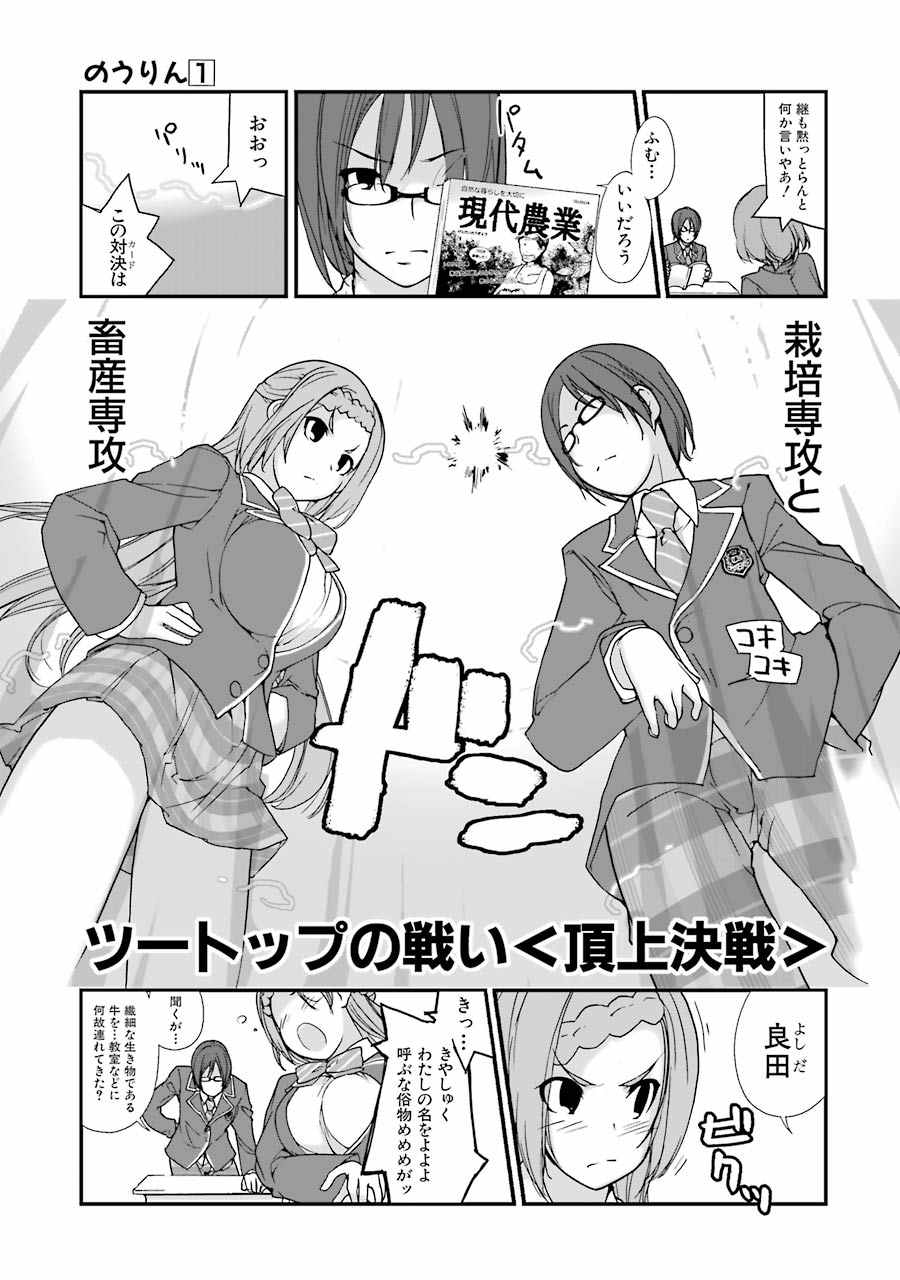 のうりん1
継も黙っとらんと
何か言いやあ!
ふむ…
いいだろう
パタム
自然な暮らしを大切に
現代農業
おおっ
パリッ
この対決は
カード
栽培専攻と
畜産専攻
コキ
コキ
ドン
ツートップの戦い<頂上決戦>
良田
よしだ
ビクッ
きっ…
きやしゅく
わたしの名をよよよ
呼ぶな俗物めめめがッ
聞くが…
繊細な生き物である
牛を…教室などに
何故連れてきた?